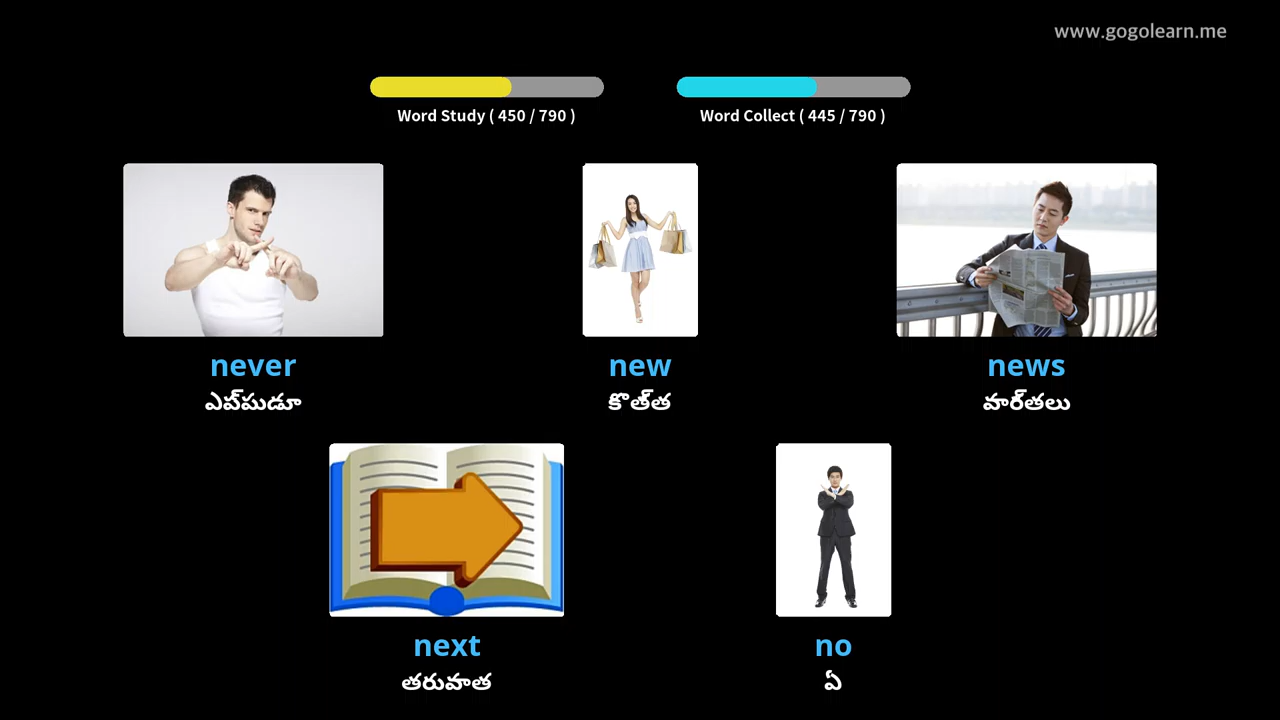 www.gogolearn.me
Word Study ( 450 / 790 )
Word Collect ( 445 / 790 )
never
ఎప్పుడూ
new
కొత్త
news
వార్తలు
next
తరువాత
no
ఏ